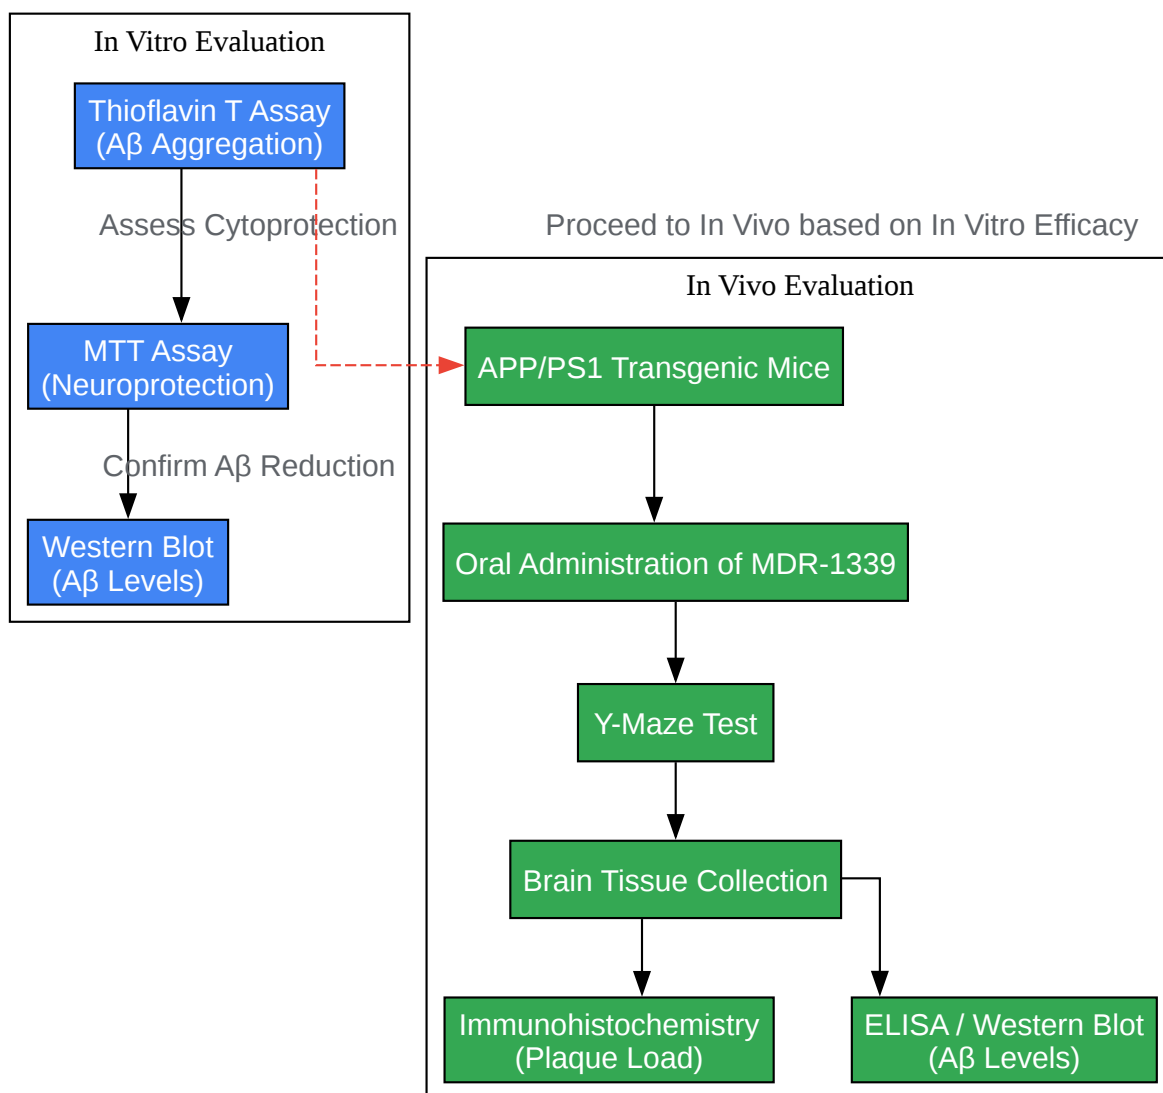 In Vitro Evaluation
Thioflavin T Assay
(Aβ Aggregation)
Assess Cytoprotection
MTT Assay
(Neuroprotection)
Confirm Aβ Reduction
Western Blot
(Aβ Levels)
Proceed to In Vivo based on In Vitro Efficacy
In Vivo Evaluation
APP/PS1 Transgenic Mice
Oral Administration of MDR-1339
Y-Maze Test
Brain Tissue Collection
Immunohistochemistry
(Plaque Load)
ELISA / Western Blot
(Aβ Levels)